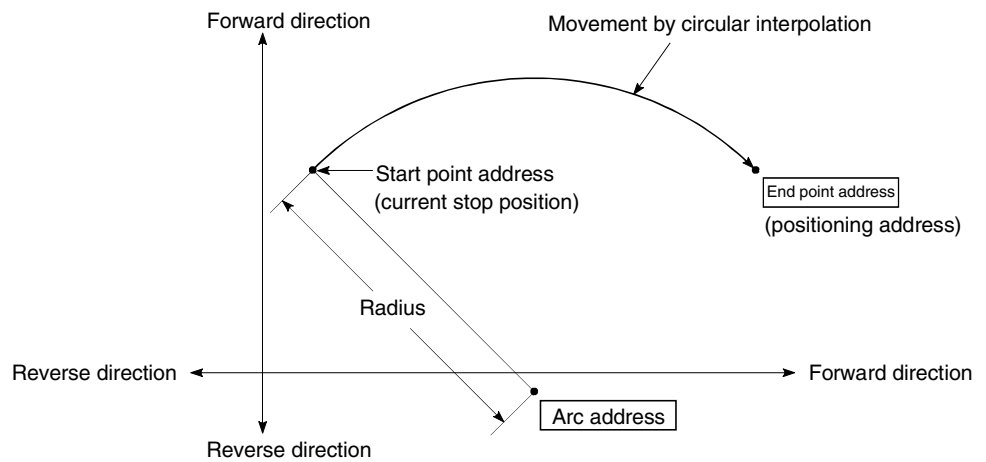 Forward direction
Movement by circular interpolation
Start point address
(current stop position)
End point address
(positioning address)
Radius
Reverse direction
Forward direction
Arc address
Reverse direction